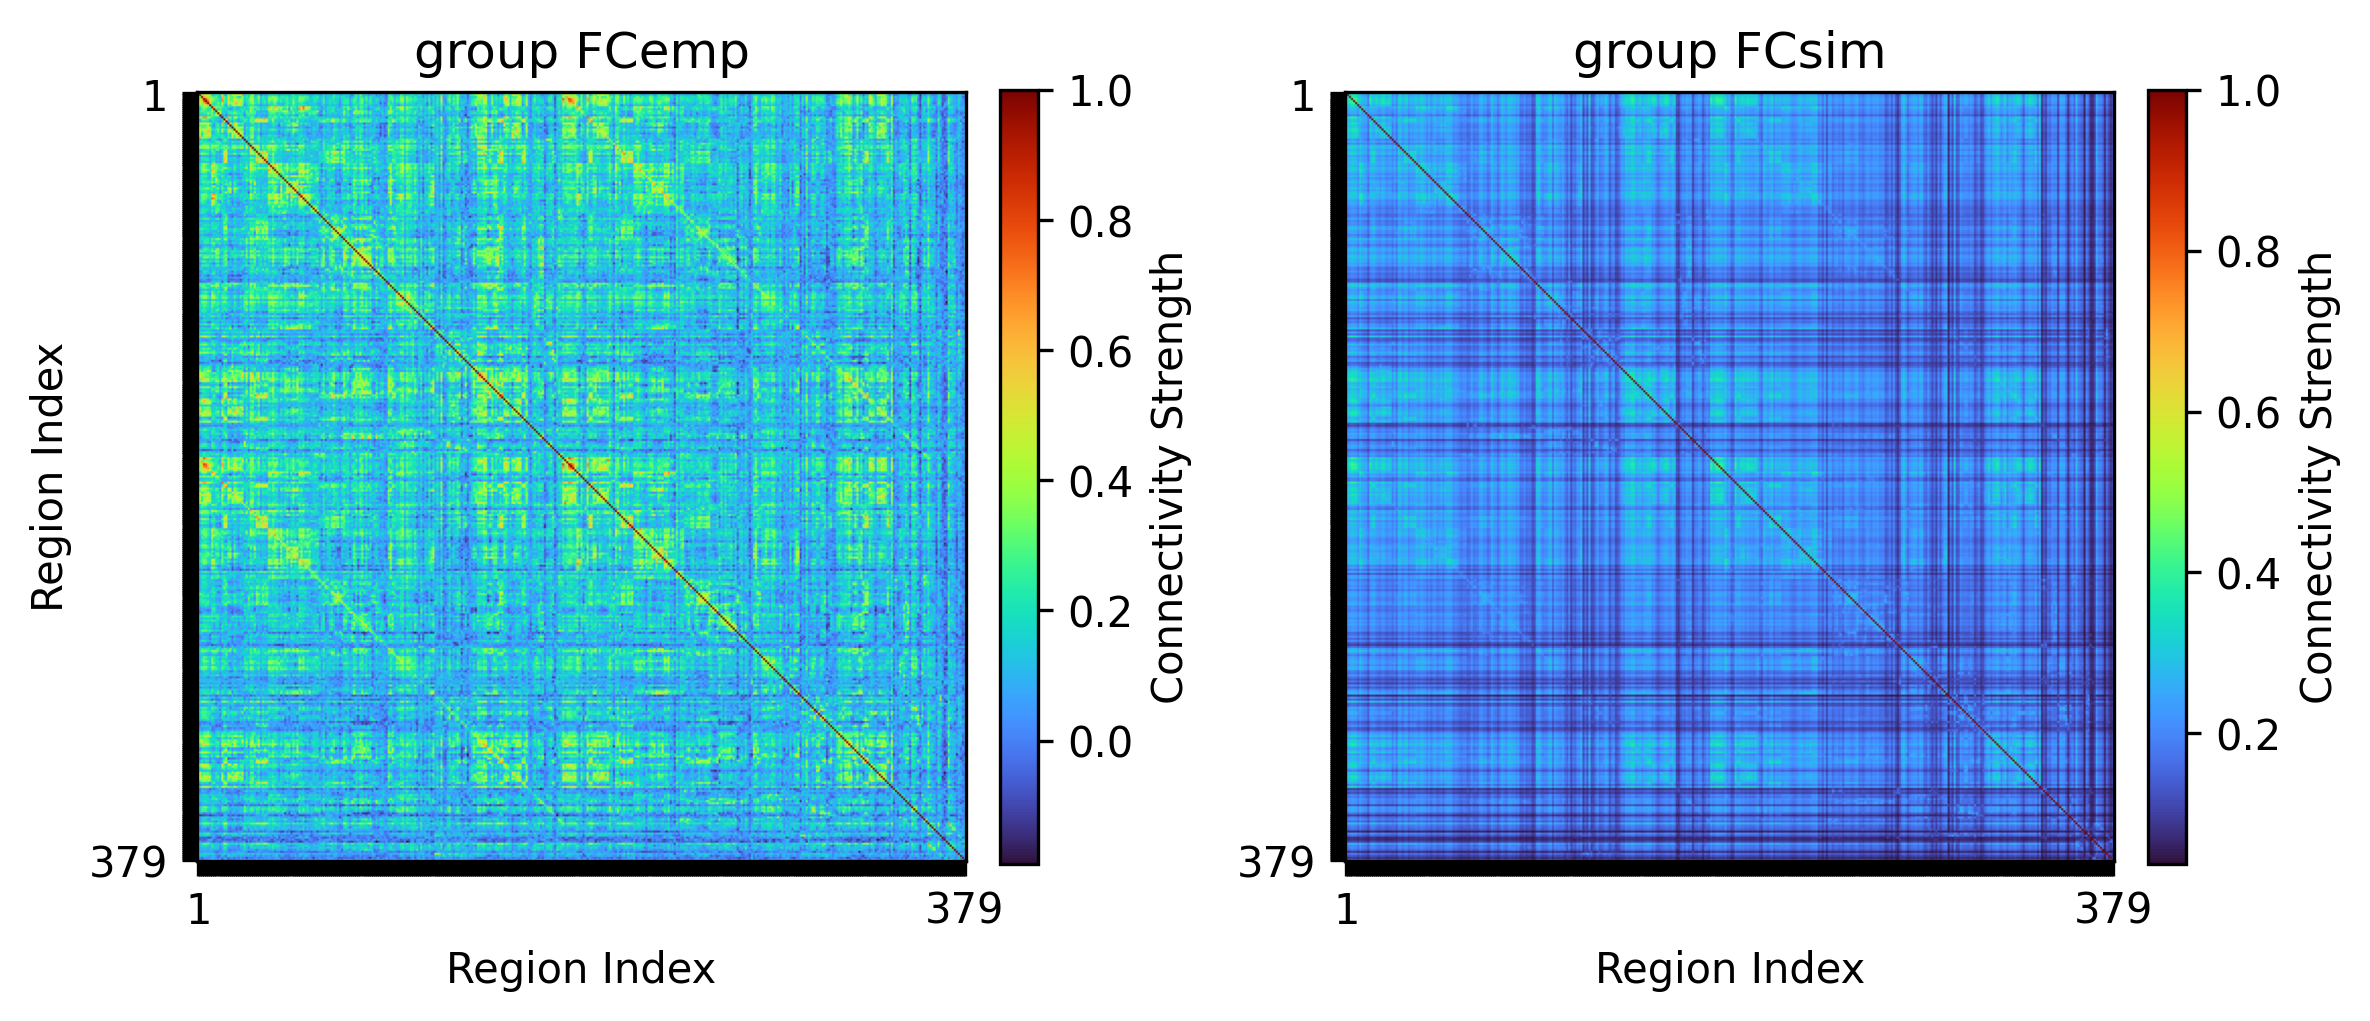 group FCemp
1
379
1
379
Region Index
Region Index
1.0
0.8
0.6
0.4
0.2
0.0
Connectivity Strength
group FCsim
1
379
1
379
Region Index
1.0
0.8
0.6
0.4
0.2
Connectivity Strength